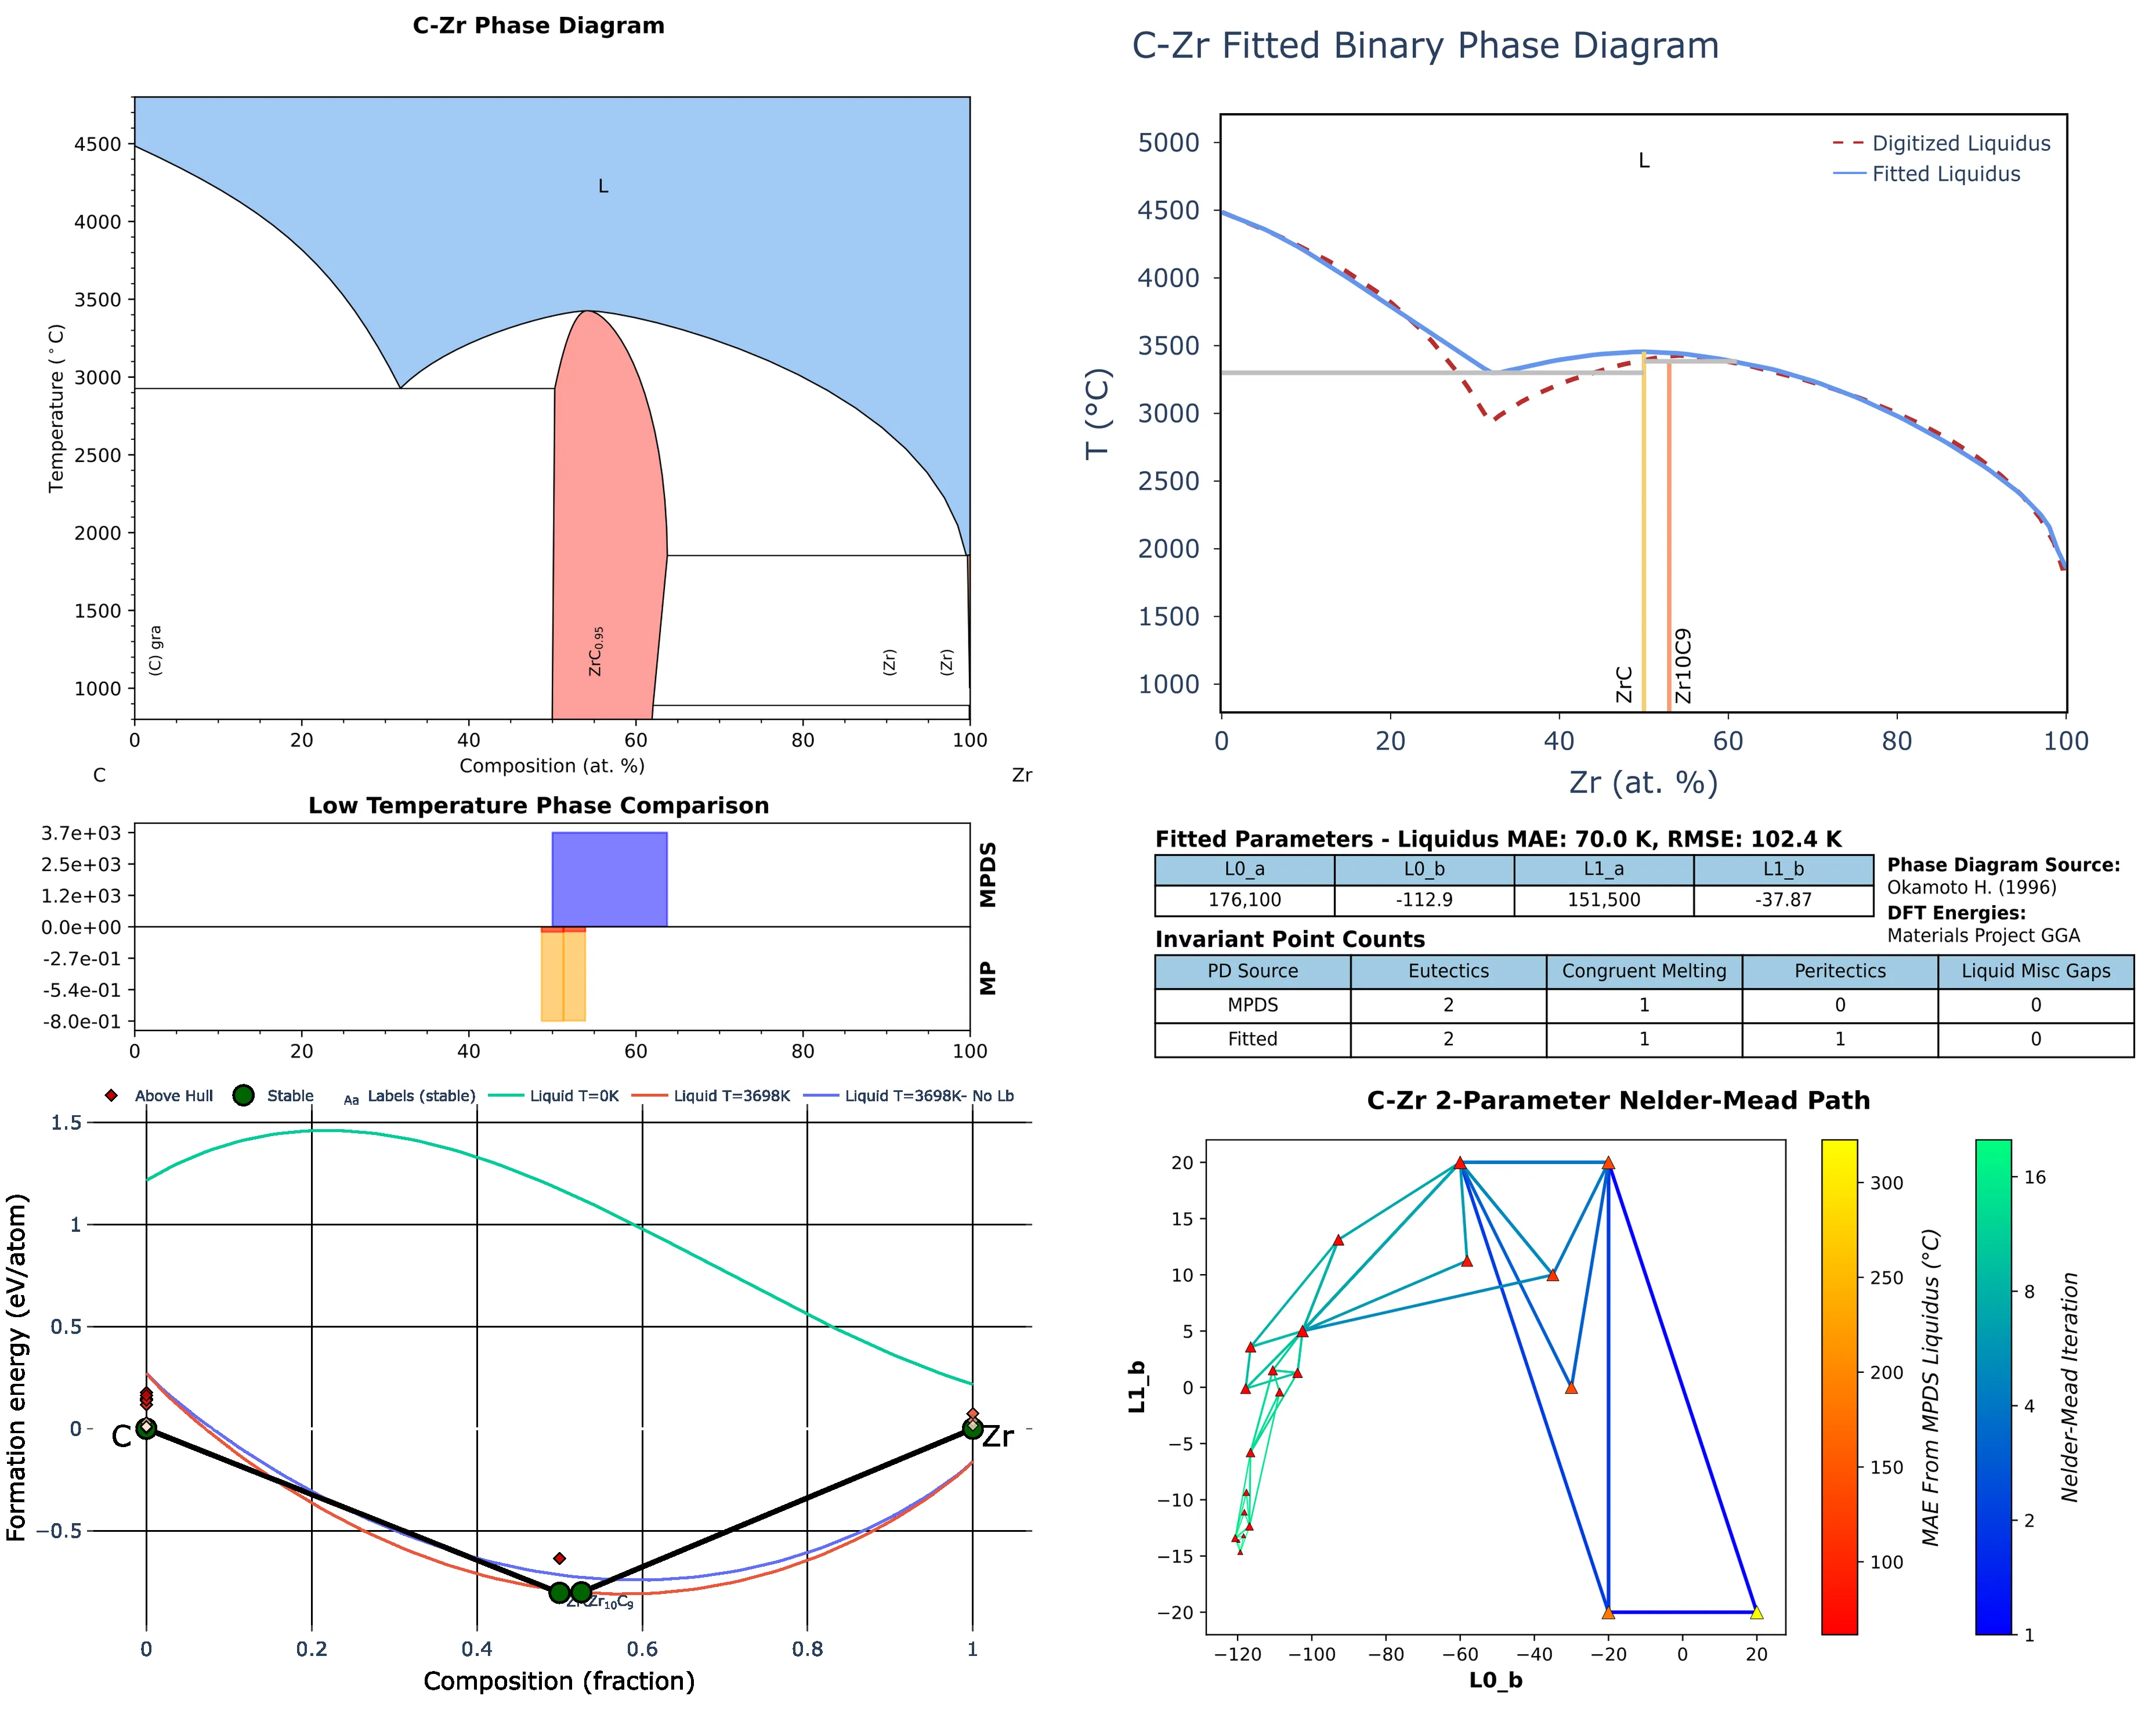 C-Zr Phase Diagram
4500
4000
3500
3000
2500
2000
1500
1000
Temperature (°C)
L
(C) gra
ZrC0.95
(Zr)
(Zr)
0 20 40 60 80 100
Composition (at. %)
C Zr
C-Zr Fitted Binary Phase Diagram
5000
4500
4000
3500
3000
2500
2000
1500
1000
T (°C)
L
Digitized Liquidus
Fitted Liquidus
ZrC
Zr10C9
0 20 40 60 80 100
Zr (at. %)
Low Temperature Phase Comparison
3.7e+03
2.5e+03
1.2e+03
0.0e+00
-2.7e-01
-5.4e-01
-8.0e-01
MPDS
MP
0 20 40 60 80 100
Fitted Parameters - Liquidus MAE: 70.0 K, RMSE: 102.4 K
L0_a L0_b L1_a L1_b
176,100 -112.9 151,500 -37.87
Phase Diagram Source:
Okamoto H. (1996)
DFT Energies:
Materials Project GGA
Invariant Point Counts
PD Source Eutectics Congruent Melting Peritectics Liquid Misc Gaps
MPDS 2 1 0 0
Fitted 2 1 1 0
Above Hull Stable Aa Labels (stable) Liquid T=0K Liquid T=3698K Liquid T=3698K- No Lb
1.5
1
0.5
0
−0.5
Formation energy (eV/atom)
C
Zr
Zr10C9
0 0.2 0.4 0.6 0.8 1
Composition (fraction)
C-Zr 2-Parameter Nelder-Mead Path
20
15
10
5
0
−5
−10
−15
−20
L1_b
−120 −100 −80 −60 −40 −20 0 20
L0_b
300
250
200
150
100
MAE From MPDS Liquidus (°C)
16
8
4
2
1
Nelder-Mead Iteration